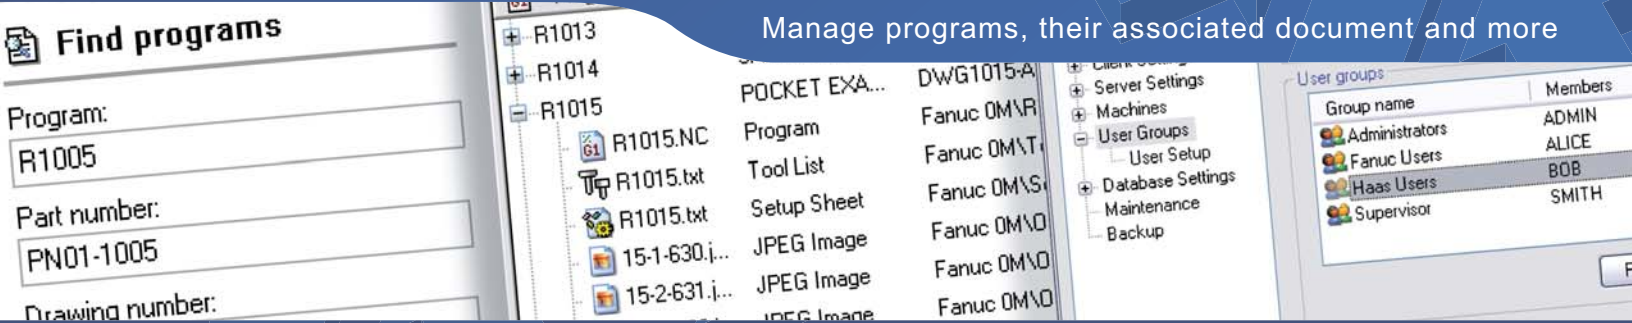 Manage programs, their associated document and more
Find programs
Program:
R1005
Part number:
PN01-1005
Drawing number:
R1013
R1014
R1015
POCKET EXA... DWG1015-A
R1015.NC Program Fanuc 0M\R
R1015.txt Tool List Fanuc 0M\T
R1015.txt Setup Sheet Fanuc 0M\S
15-1-630.j... JPEG Image Fanuc 0M\O
15-2-631.j... JPEG Image Fanuc 0M\O
JPEG Image Fanuc 0M\O
Server Settings
Machines
User Groups
User Setup
Database Settings
Maintenance
Backup
User groups
Group name Members
Administrators ADMIN
Fanuc Users ALICE
Haas Users BOB
Supervisor SMITH